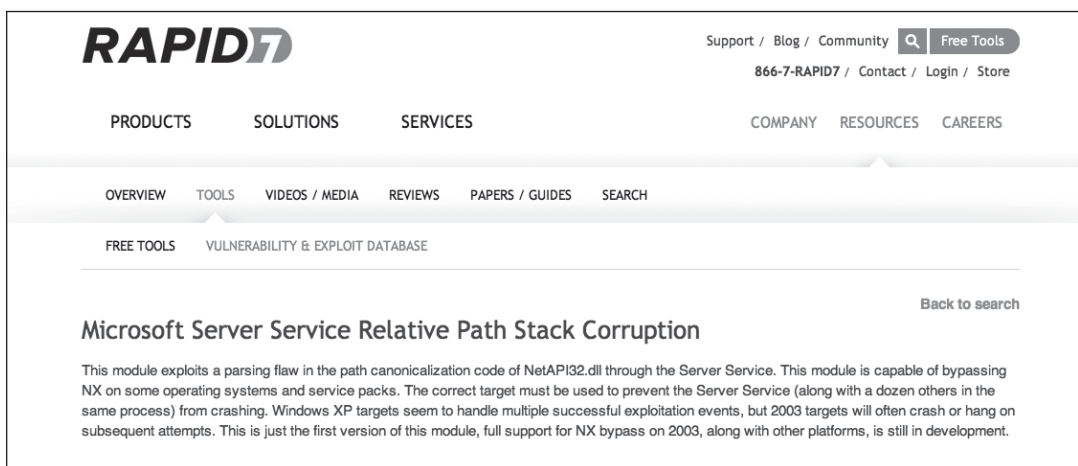 RAPID7
Support / Blog / Community Free Tools
866-7-RAPID7 / Contact / Login / Store
PRODUCTS SOLUTIONS SERVICES COMPANY RESOURCES CAREERS
OVERVIEW TOOLS VIDEOS / MEDIA REVIEWS PAPERS / GUIDES SEARCH
FREE TOOLS VULNERABILITY & EXPLOIT DATABASE
Back to search
Microsoft Server Service Relative Path Stack Corruption
This module exploits a parsing flaw in the path canonicalization code of NetAPI32.dll through the Server Service. This module is capable of bypassing
NX on some operating systems and service packs. The correct target must be used to prevent the Server Service (along with a dozen others in the
same process) from crashing. Windows XP targets seem to handle multiple successful exploitation events, but 2003 targets will often crash or hang on
subsequent attempts. This is just the first version of this module, full support for NX bypass on 2003, along with other platforms, is still in development.